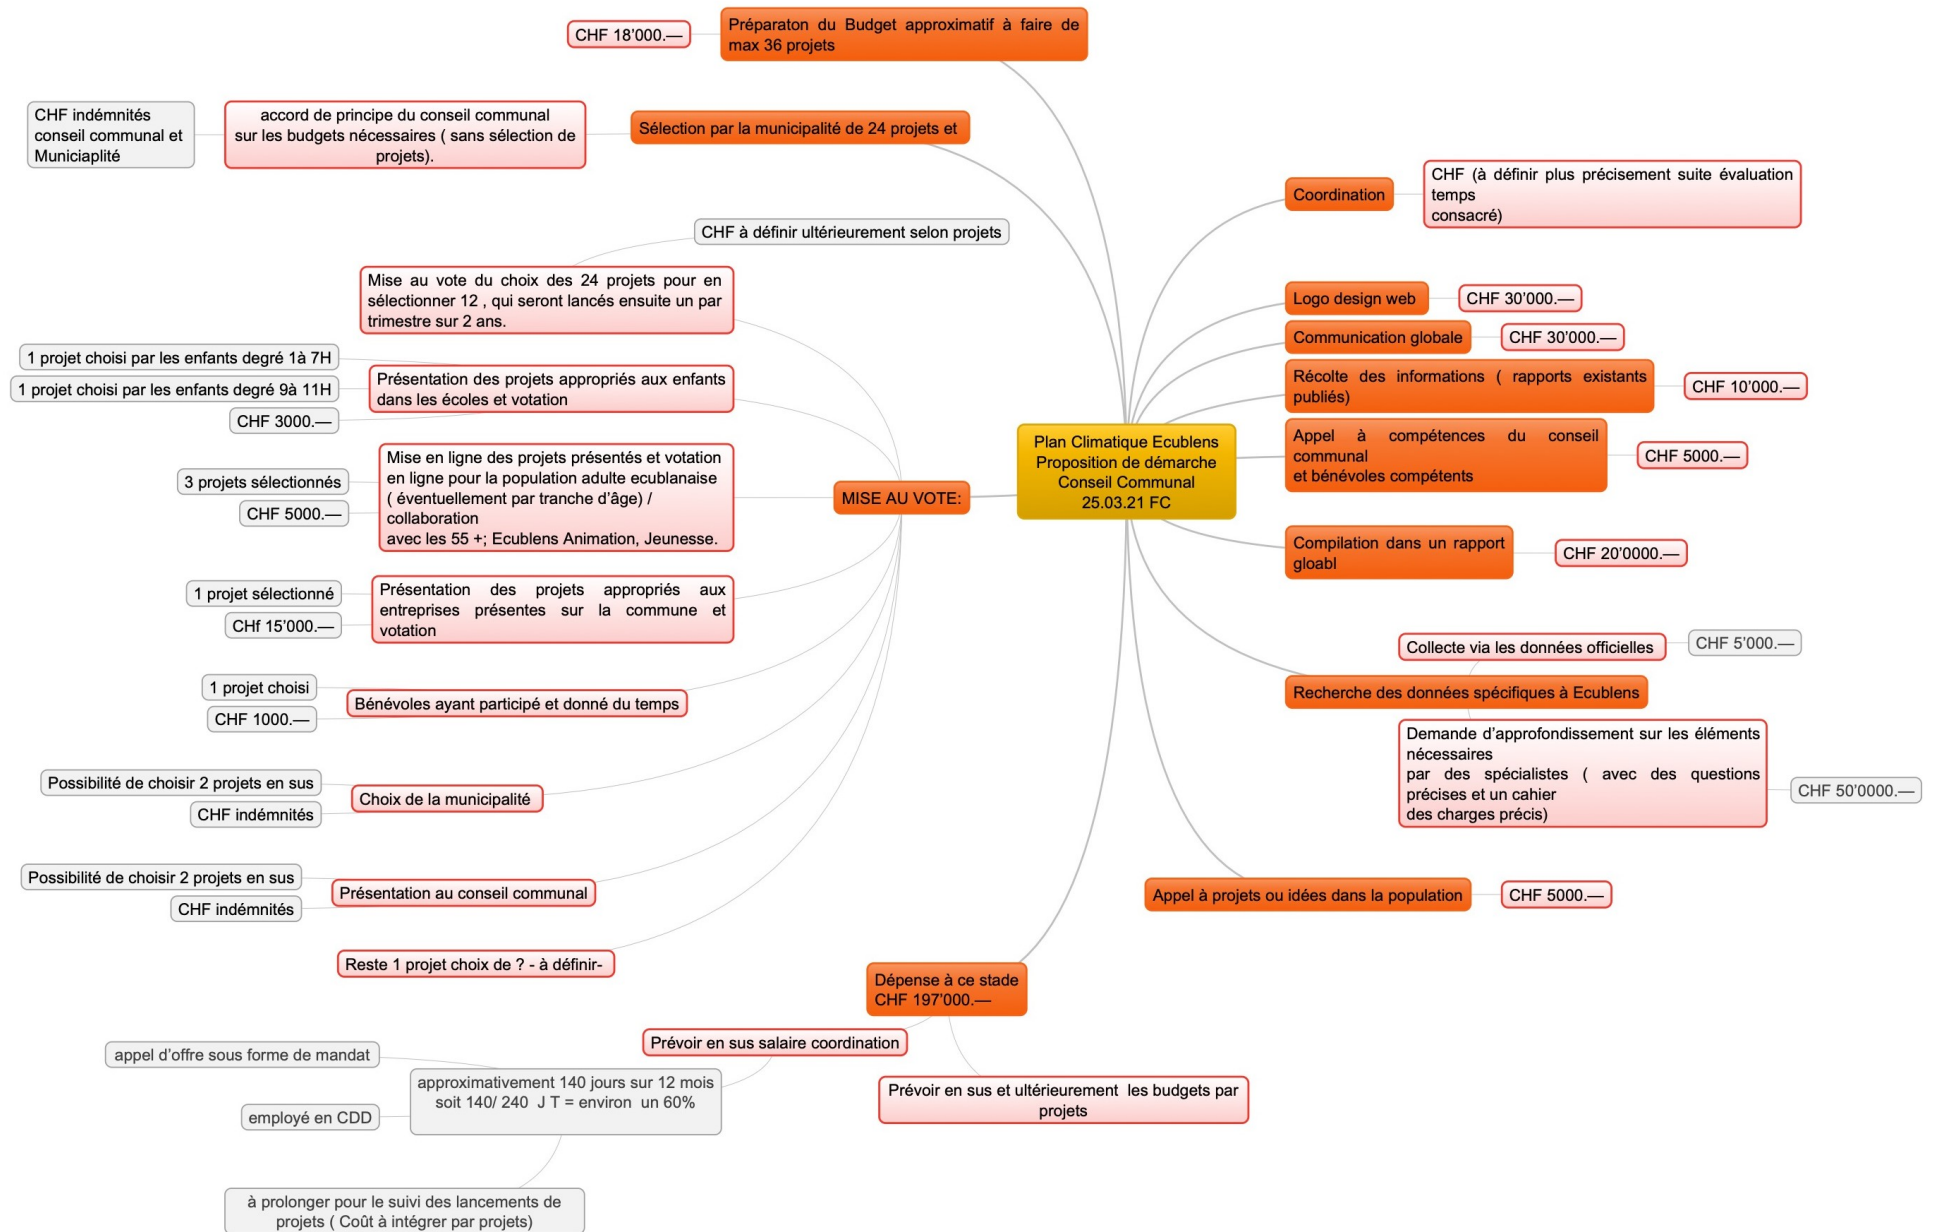 Préparaton du Budget approximatif à faire de
max 36 projets
CHF 18’000.—
Sélection par la municipalité de 24 projets et
accord de principe du conseil communal
sur les budgets nécessaires ( sans sélection de
projets).
CHF indémnités
conseil communal et
Municiaplité
Coordination
CHF (à définir plus précisement suite évaluation
temps
consacré)
Logo design web
CHF 30’000.—
Communication globale
CHF 30’000.—
Récolte des informations ( rapports existants
publiés)
CHF 10’000.—
Appel à compétences du conseil
communal
et bénévoles compétents
CHF 5000.—
Compilation dans un rapport
gloabl
CHF 20’0000.—
Recherche des données spécifiques à Ecublens
Collecte via les données officielles
CHF 5’000.—
Demande d’approfondissement sur les éléments
nécessaires
par des spécialistes ( avec des questions
précises et un cahier
des charges précis)
CHF 50’0000.—
Appel à projets ou idées dans la population
CHF 5000.—
Plan Climatique Ecublens
Proposition de démarche
Conseil Communal
25.03.21 FC
MISE AU VOTE:
CHF à définir ultérieurement selon projets
Mise au vote du choix des 24 projets pour en
sélectionner 12 , qui seront lancés ensuite un par
trimestre sur 2 ans.
Présentation des projets appropriés aux enfants
dans les écoles et votation
1 projet choisi par les enfants degré 1à 7H
1 projet choisi par les enfants degré 9à 11H
CHF 3000.—
Mise en ligne des projets présentés et votation
en ligne pour la population adulte ecublanaise
( éventuellement par tranche d’âge) /
collaboration
avec les 55 +; Ecublens Animation, Jeunesse.
3 projets sélectionnés
CHF 5000.—
Présentation des projets appropriés aux
entreprises présentes sur la commune et
votation
1 projet sélectionné
CHf 15’000.—
Bénévoles ayant participé et donné du temps
1 projet choisi
CHF 1000.—
Choix de la municipalité
Possibilité de choisir 2 projets en sus
CHF indémnités
Présentation au conseil communal
Possibilité de choisir 2 projets en sus
CHF indémnités
Reste 1 projet choix de ? - à définir-
Dépense à ce stade
CHF 197’000.—
Prévoir en sus salaire coordination
Prévoir en sus et ultérieurement les budgets par
projets
approximativement 140 jours sur 12 mois
soit 140/ 240 J T = environ un 60%
appel d’offre sous forme de mandat
employé en CDD
à prolonger pour le suivi des lancements de
projets ( Coût à intégrer par projets)